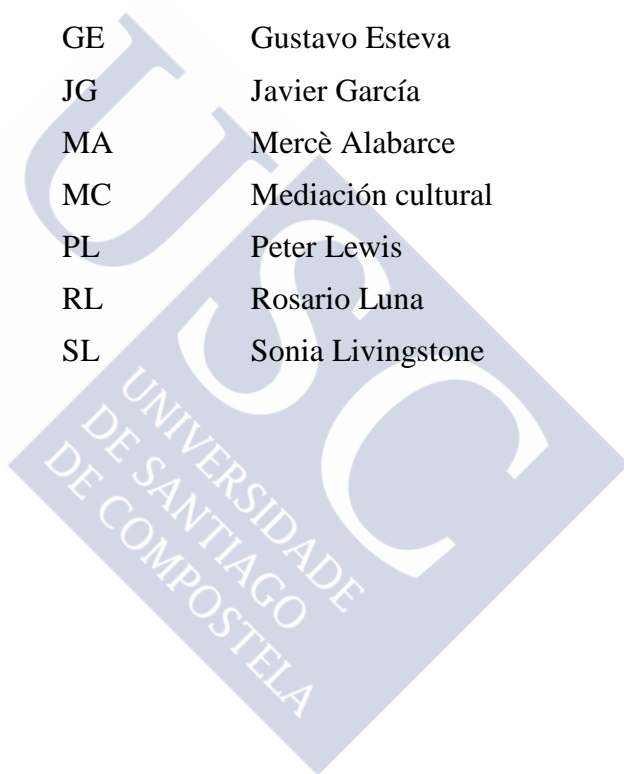 GE Gustavo Esteva
JG Javier García
MA Mercè Alabarce
MC Mediación cultural
PL Peter Lewis
RL Rosario Luna
SL Sonia Livingstone
USC
UNIVERSIDADE
DE SANTIAGO
DE COMPOSTELA